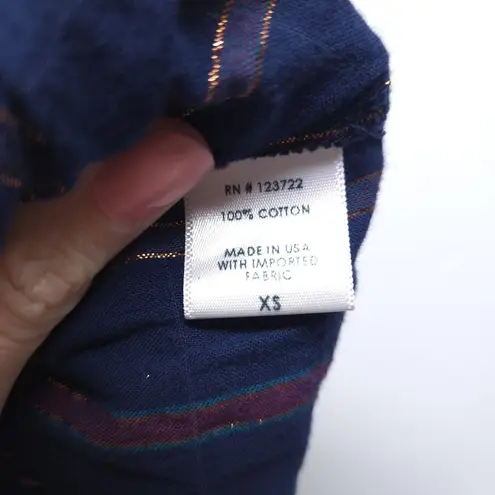 RN # 123722
100% COTTON
MADE IN USA
WITH IMPORTED
FABRIC
XS